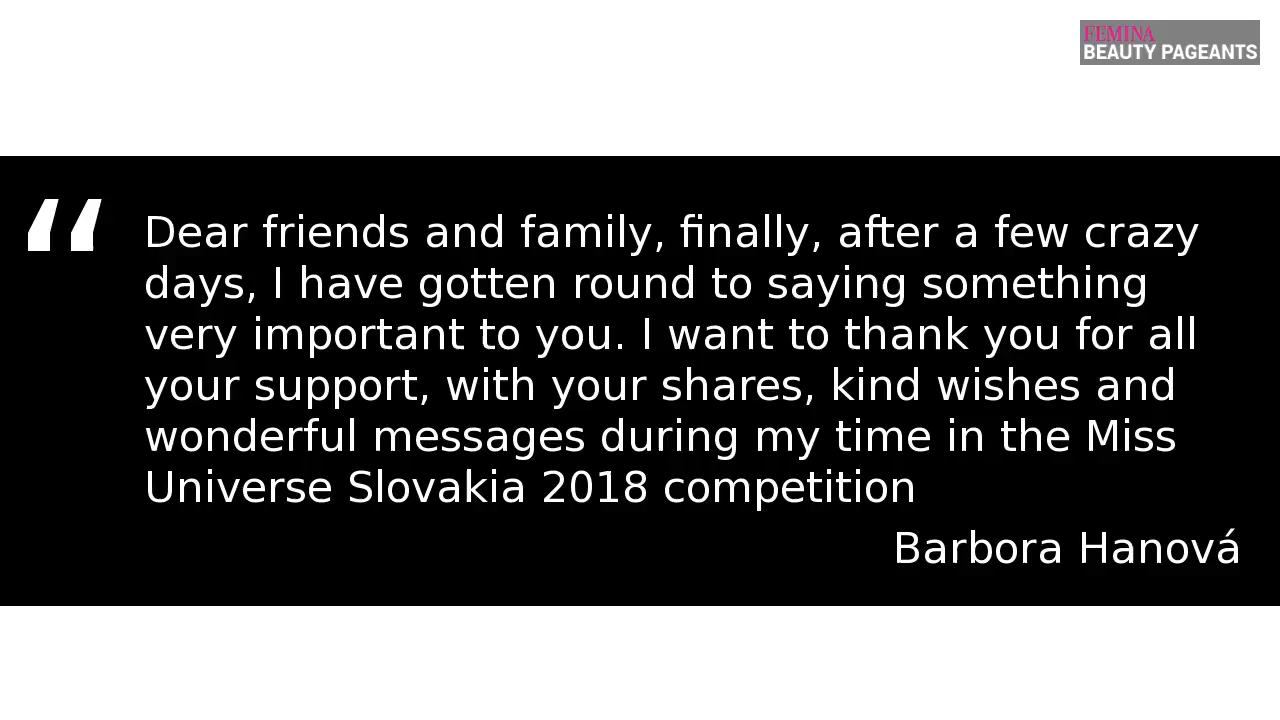 FEMINA
BEAUTY PAGEANTS
“
Dear friends and family, finally, after a few crazy
days, I have gotten round to saying something
very important to you. I want to thank you for all
your support, with your shares, kind wishes and
wonderful messages during my time in the Miss
Universe Slovakia 2018 competition
Barbora Hanová